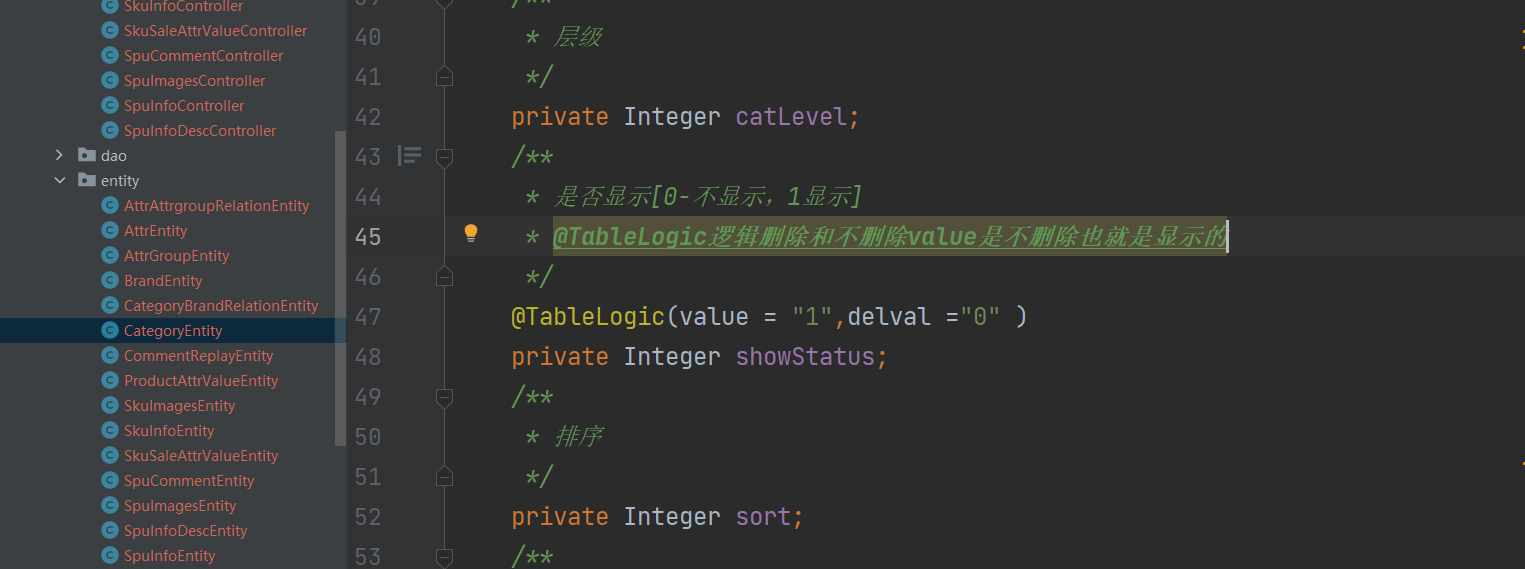 SkuInfoController
SkuSaleAttrValueController
SpuCommentController
SpuImagesController
SpuInfoController
SpuInfoDescController
dao
entity
AttrAttrgroupRelationEntity
AttrEntity
AttrGroupEntity
BrandEntity
CategoryBrandRelationEntity
CategoryEntity
CommentReplayEntity
ProductAttrValueEntity
SkuImagesEntity
SkuInfoEntity
SkuSaleAttrValueEntity
SpuCommentEntity
SpuImagesEntity
SpuInfoDescEntity
SpuInfoEntity
39 /**
40 * 层级
41 */
42 private Integer catLevel;
43 /**
44 * 是否显示[0-不显示，1显示]
45 * @TableLogic逻辑删除和不删除value是不删除也就是显示的
46 */
47 @TableLogic(value = "1",delval ="0" )
48 private Integer showStatus;
49 /**
50 * 排序
51 */
52 private Integer sort;
53 /**